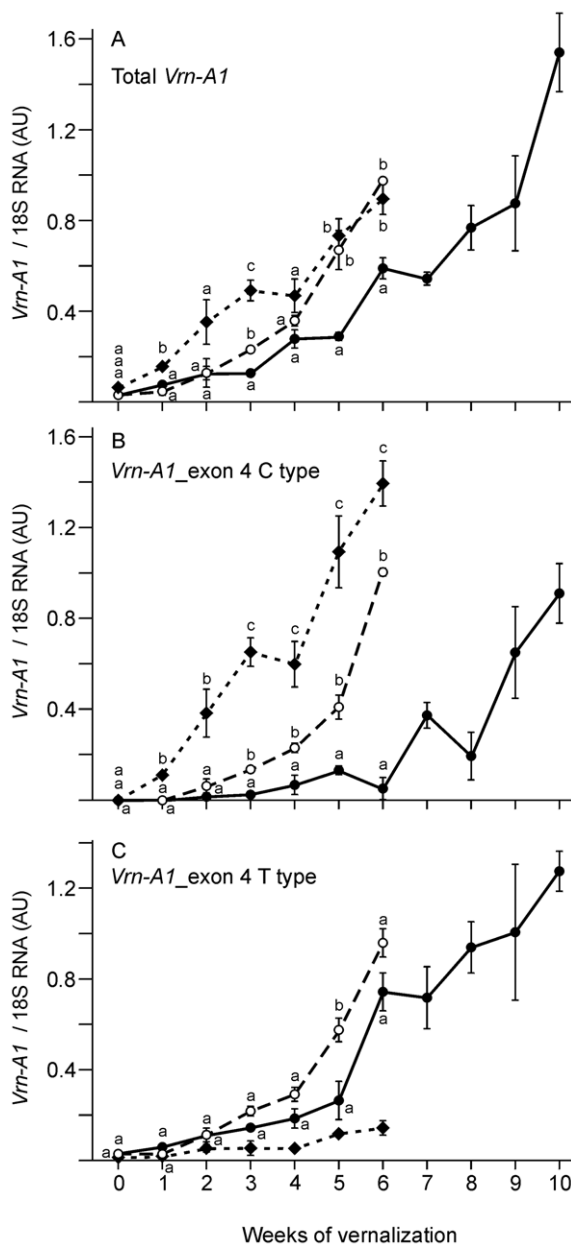 A
Total Vrn-A1
1.6
1.2
0.8
0.4
Vrn-A1 / 18S RNA (AU)
b
b
b
b
c
a
a
a
b
a
b
a
a
a
a
a
a
a
a
a
a
a
B
Vrn-A1_exon 4 C type
1.6
1.2
0.8
0.4
Vrn-A1 / 18S RNA (AU)
c
c
b
c
c
b
b
b
a
a
b
a
b
a
a
a
a
a
a
a
a
C
Vrn-A1_exon 4 T type
1.2
0.8
0.4
Vrn-A1 / 18S RNA (AU)
a
b
a
a
a
a
a
a
a
a
a
a
a
a
0 1 2 3 4 5 6 7 8 9 10
Weeks of vernalization